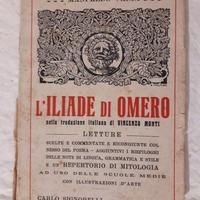 L'ILIADE DI OMERO
nella traduzione italiana di VINCENZO MONTI
LETTURE
SCELTE E COMMENTATE E RICONGIUNTE COL
NESSO DEL POEMA - AGGIUNTIVI I RIEPILOGHI
DELLE NOTE DI LINGUA, GRAMMATICA E STILE
E UN REPERTORIO DI MITOLOGIA
AD USO DELLE SCUOLE MEDIE
CON ILLUSTRAZIONI D'ARTE
CARLO SIGNORELLI